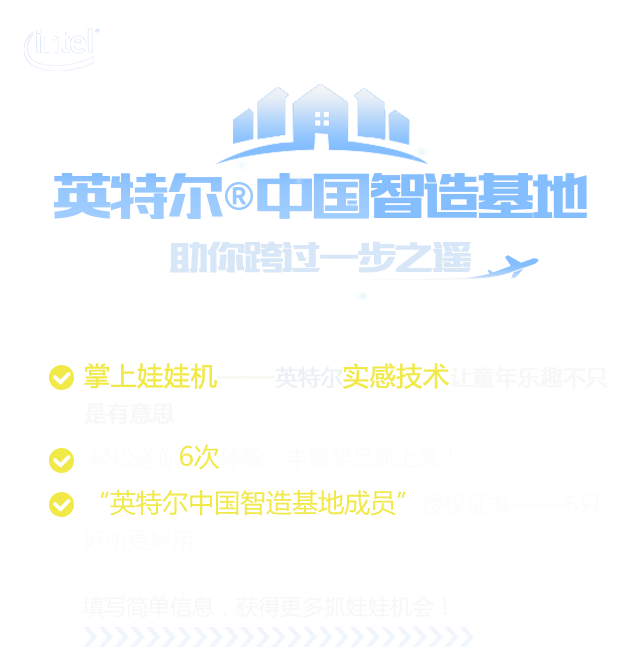 intel
英特尔®中国智造基地
助你跨过一步之遥
掌上娃娃机——英特尔实感技术让童年乐趣不只
是有意思
轻松送你6次体验，丰胜奖品抓上来！
“英特尔中国智造基地成员”授权证书——不只
好听更好用
填写简单信息，获得更多抓娃娃机会！